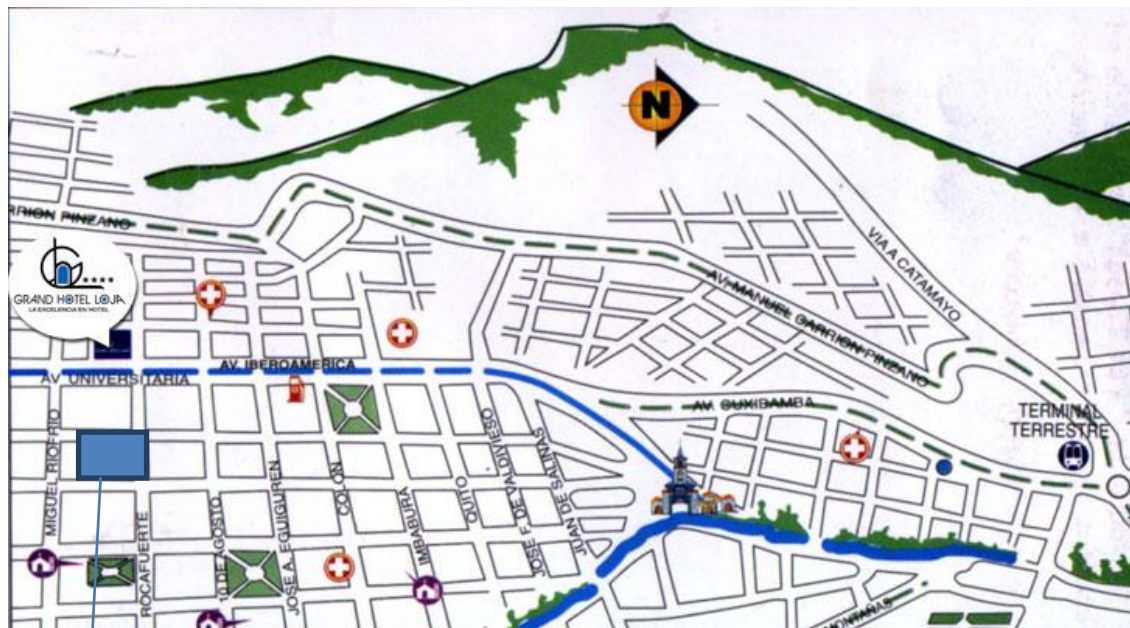 N
RRION PINZANO
GRAND HOTEL LOJA
LA EXCELENCIA EN HOTEL
VIA A CATAMAYO
AV. MANUEL CARRION PINZANO
AV. IBEROAMERICA
AV. UNIVERSITARIA
AV. CUXIBAMBA
TERMINAL
TERRESTRE
MIGUEL RIOFRIO
ROCAFUERTE
10 DE AGOSTO
JOSE A. EGUIGUREN
COLON
IMBABURA
QUITO
JOSE F. DE VALDIVIESO
JUAN DE SALINAS
MONTAÑAS